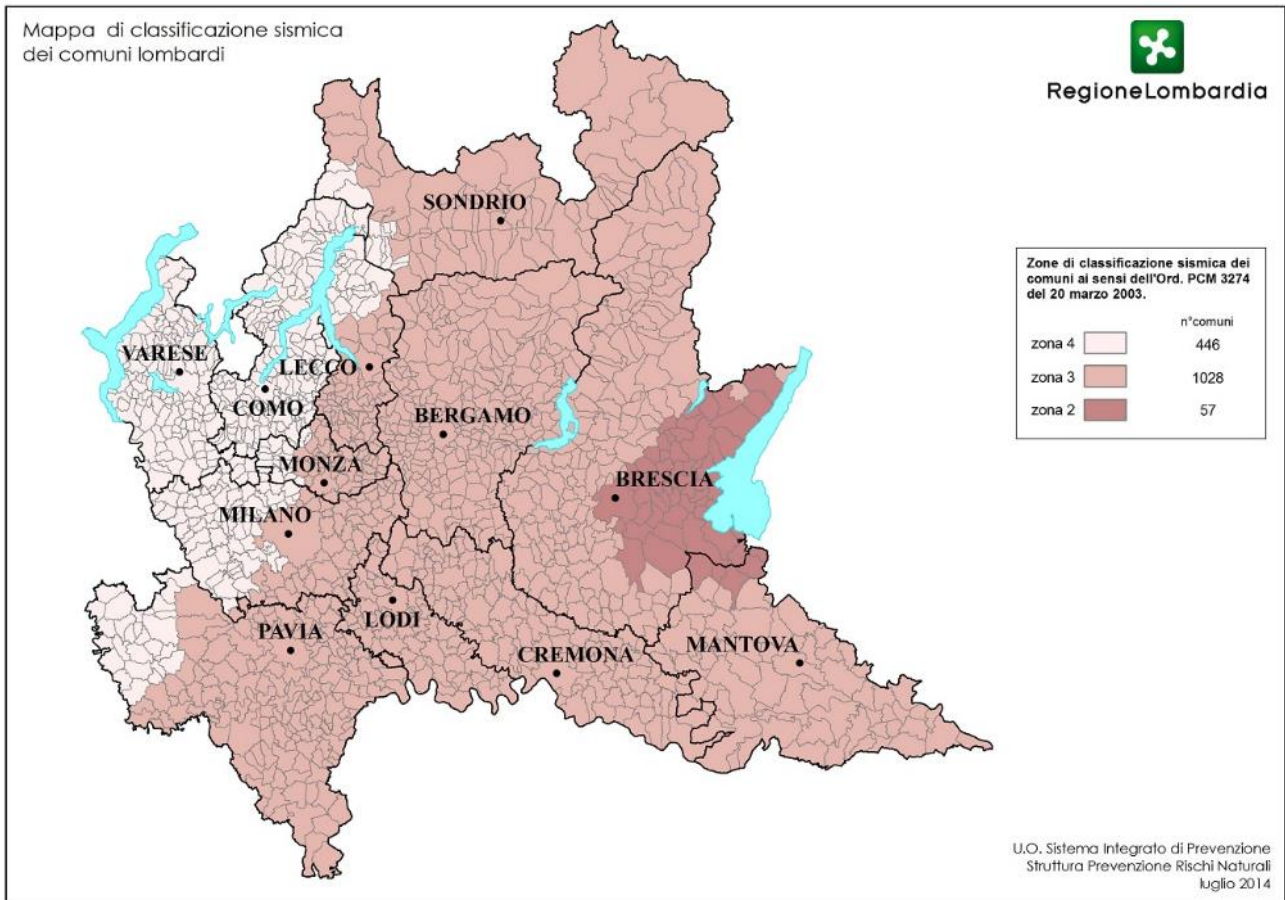 Mappa di classificazione sismica
dei comuni lombardi
RegioneLombardia
SONDRIO
VARESE
LECCO
COMO
BERGAMO
MONZA
BRESCIA
MILANO
LODI
PAVIA
CREMONA
MANTOVA
Zone di classificazione sismica dei
comuni ai sensi dell'Ord. PCM 3274
del 20 marzo 2003.
n°comuni
zona 4 446
zona 3 1028
zona 2 57
U.O. Sistema Integrato di Prevenzione
Struttura Prevenzione Rischi Naturali
luglio 2014